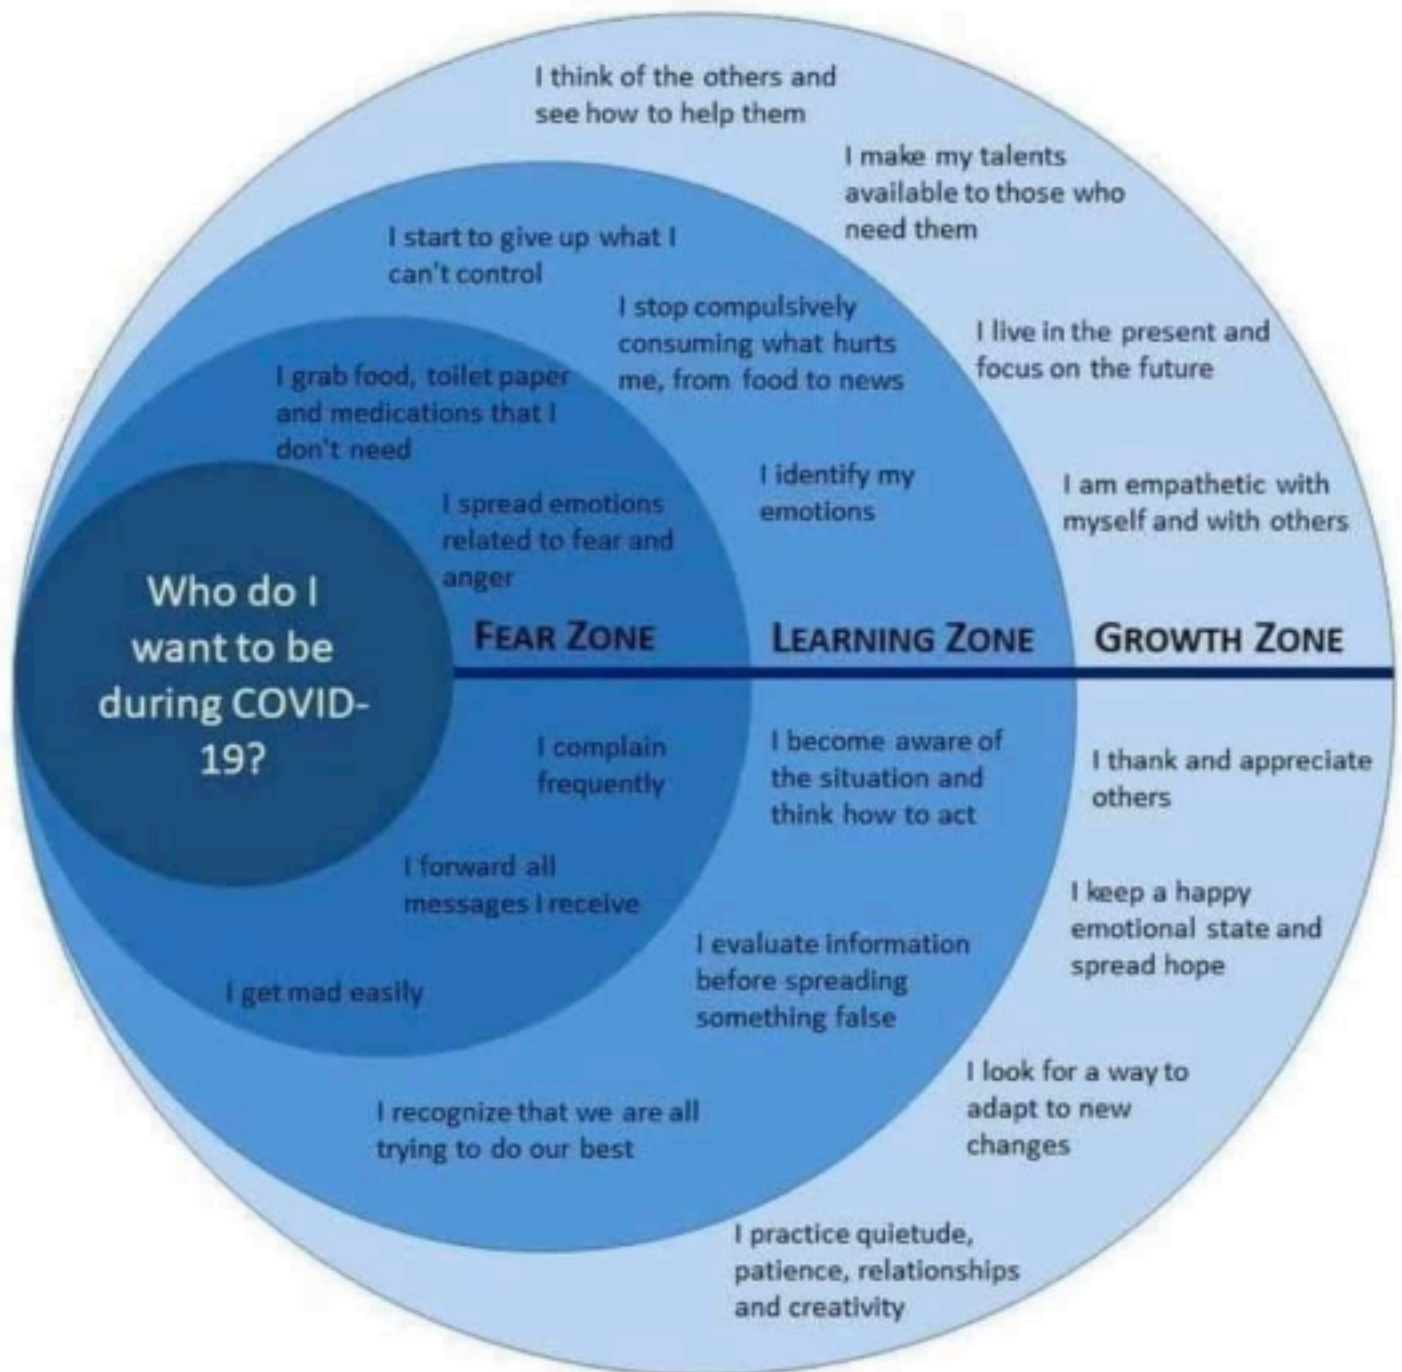 I think of the others and
see how to help them
I make my talents
available to those who
need them
I start to give up what I
can't control
I stop compulsively
consuming what hurts
me, from food to news
I live in the present and
focus on the future
I grab food, toilet paper
and medications that I
don't need
I identify my
emotions
I am empathetic with
myself and with others
I spread emotions
related to fear and
anger
Who do I
want to be
during COVID-
19?
FEAR ZONE
LEARNING ZONE
GROWTH ZONE
I complain
frequently
I become aware of
the situation and
think how to act
I thank and appreciate
others
I forward all
messages I receive
I keep a happy
emotional state and
spread hope
I evaluate information
before spreading
something false
I get mad easily
I look for a way to
adapt to new
changes
I recognize that we are all
trying to do our best
I practice quietude,
patience, relationships
and creativity